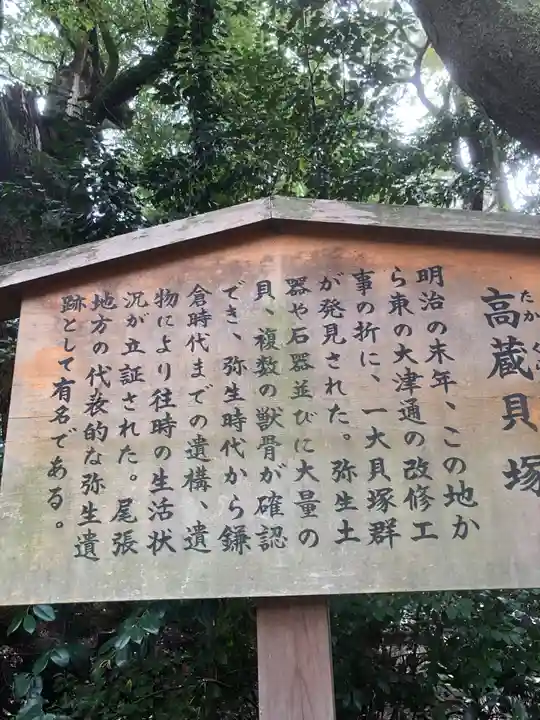 高蔵貝塚
明治の末年、この地か
ら東の大津通の改修工
事の折に、一大貝塚群
が発見された。弥生土
器や石器並びに大量の
貝、複数の獣骨が確認
でき、弥生時代から鎌
倉時代までの遺構、遺
物により往時の生活状
況が立証された。尾張
地方の代表的な弥生遺
跡として有名である。